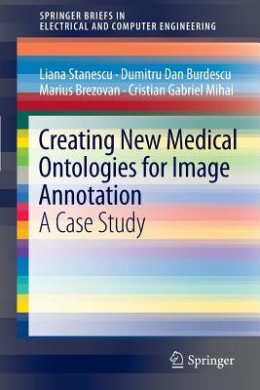 SPRINGER BRIEFS IN
ELECTRICAL AND COMPUTER ENGINEERING
Liana Stanescu · Dumitru Dan Burdescu
Marius Brezovan · Cristian Gabriel Mihai
Creating New Medical
Ontologies for Image
Annotation
A Case Study
Springer